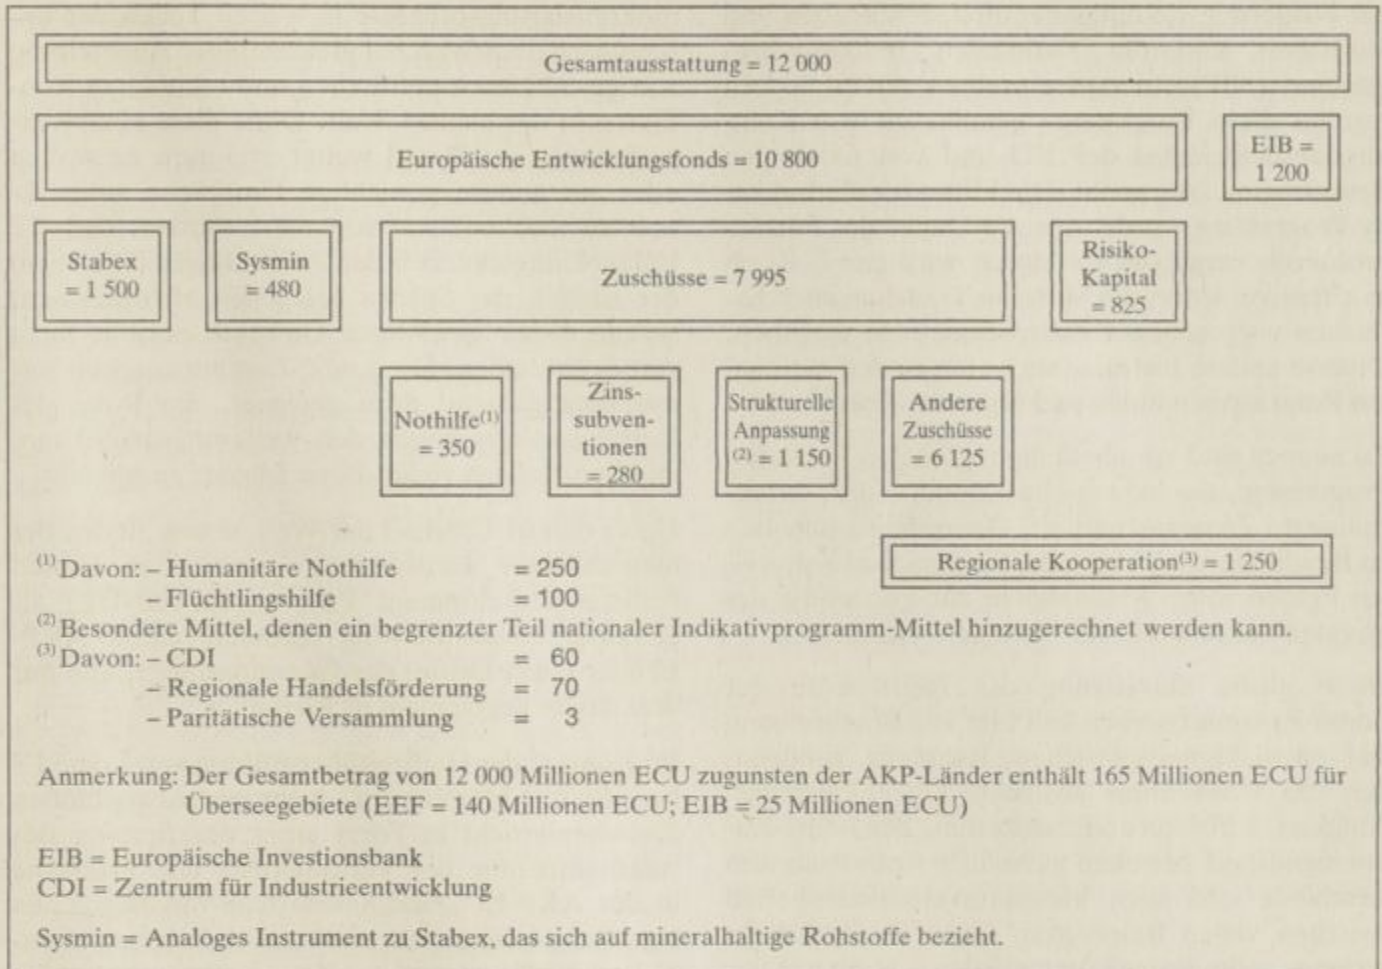 Gesamtausstattung = 12 000
Europäische Entwicklungsfonds = 10 800
EIB =
1 200
Stabex
= 1 500
Sysmin
= 480
Zuschüsse = 7 995
Risiko-
Kapital
= 825
Nothilfe(1)
= 350
Zins-
subven-
tionen
= 280
Strukturelle
Anpassung
(2) = 1 150
Andere
Zuschüsse
= 6 125
Regionale Kooperation(3) = 1 250
(1) Davon: – Humanitäre Nothilfe = 250
– Flüchtlingshilfe = 100
(2) Besondere Mittel, denen ein begrenzter Teil nationaler Indikativprogramm-Mittel hinzugerechnet werden kann.
(3) Davon: – CDI = 60
– Regionale Handelsförderung = 70
– Paritätische Versammlung = 3
Anmerkung: Der Gesamtbetrag von 12 000 Millionen ECU zugunsten der AKP-Länder enthält 165 Millionen ECU für
Überseegebiete (EEF = 140 Millionen ECU; EIB = 25 Millionen ECU)
EIB = Europäische Investionsbank
CDI = Zentrum für Industrieentwicklung
Sysmin = Analoges Instrument zu Stabex, das sich auf mineralhaltige Rohstoffe bezieht.